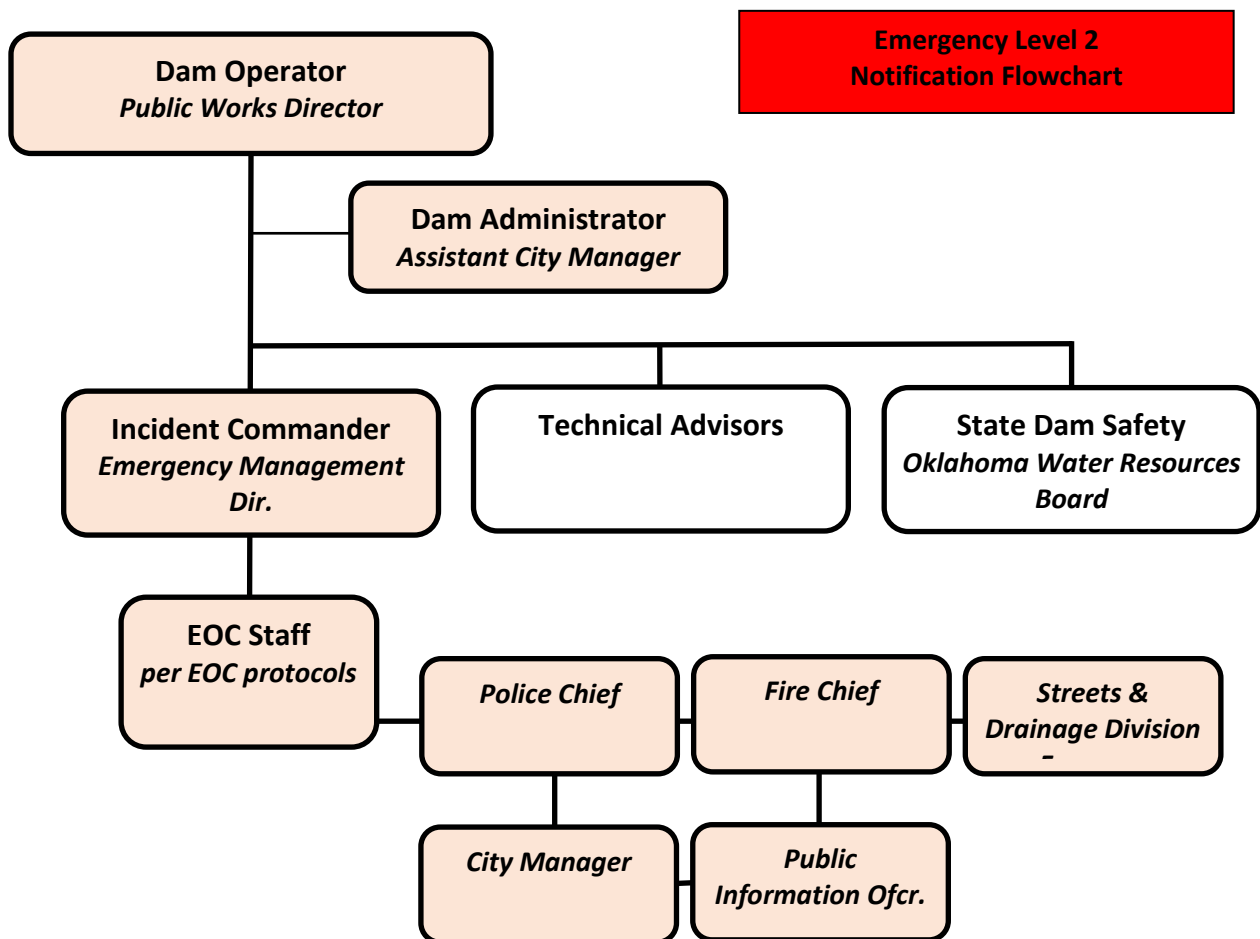 Emergency Level 2
Notification Flowchart
Dam Operator
Public Works Director
Dam Administrator
Assistant City Manager
Incident Commander
Emergency Management
Dir.
Technical Advisors
State Dam Safety
Oklahoma Water Resources
Board
EOC Staff
per EOC protocols
Police Chief
Fire Chief
Streets &
Drainage Division
City Manager
Public
Information Ofcr.